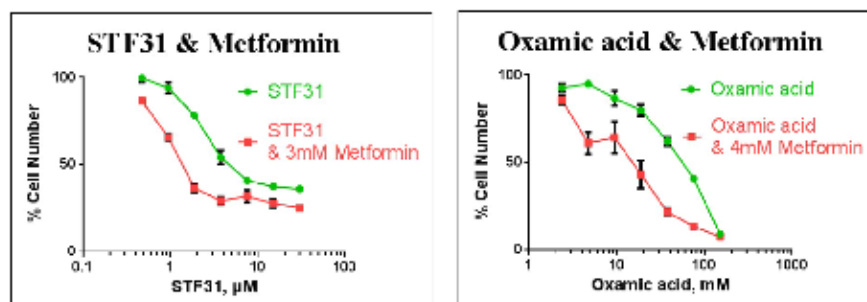 STF31 & Metformin
100
50
0
% Cell Number
STF31
STF31
& 3mM Metformin
0.1 1 10 100
STF31, µM
Oxamic acid & Metformin
100
50
0
% Cell Number
Oxamic acid
Oxamic acid
& 4mM Metformin
1 10 100 1000
Oxamic acid, mM